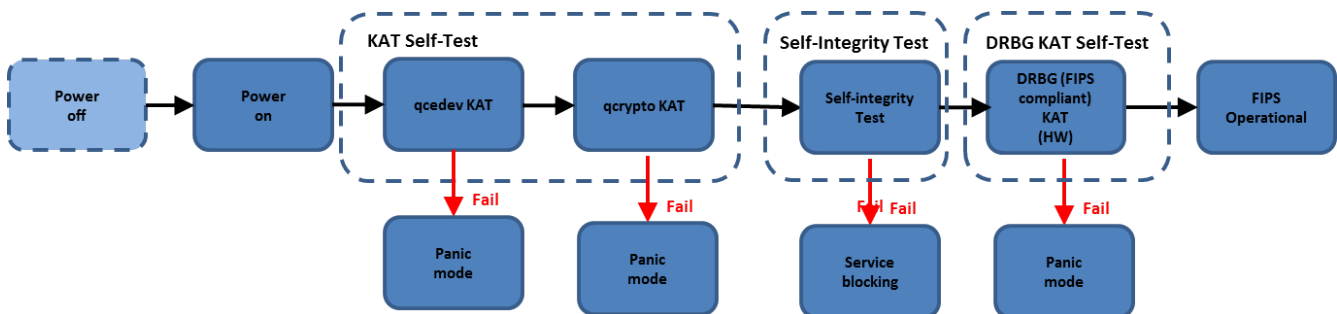 KAT Self-Test
Self-Integrity Test
DRBG KAT Self-Test
Power
off
Power
on
qcedev KAT
qcrypto KAT
Self-integrity
Test
DRBG (FIPS
compliant)
KAT
(HW)
FIPS
Operational
Fail
Fail
Fail
Fail
Fail
Panic
mode
Panic
mode
Service
blocking
Panic
mode